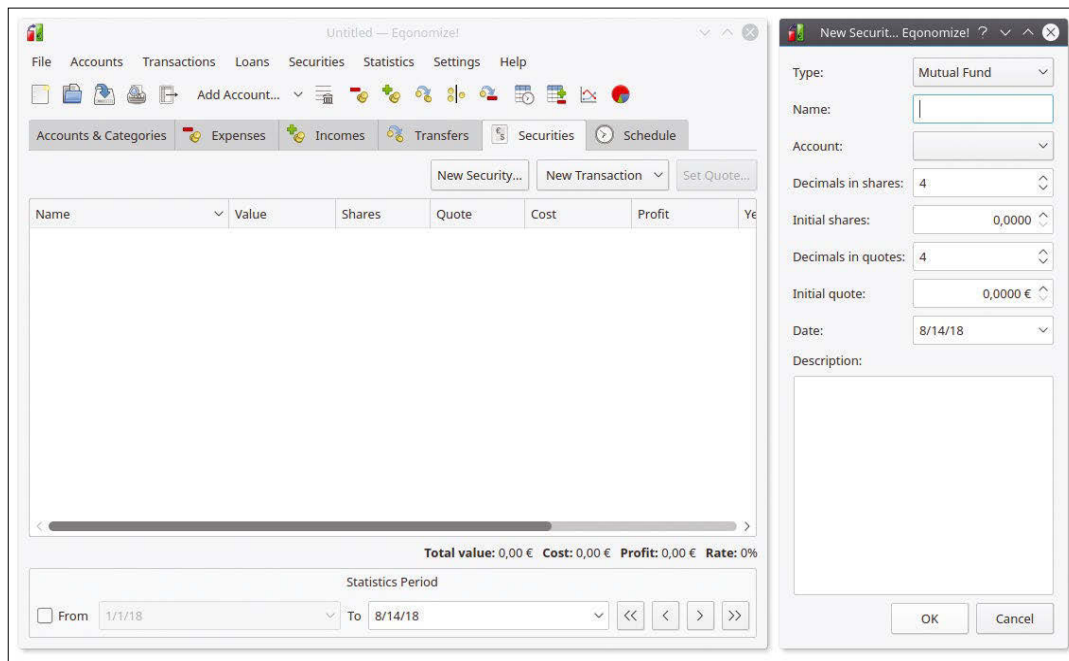 Untitled — Eqonomize!
File Accounts Transactions Loans Securities Statistics Settings Help
Add Account...
Accounts & Categories Expenses Incomes Transfers Securities Schedule
New Security... New Transaction Set Quote...
Name Value Shares Quote Cost Profit Ye
Total value: 0,00 € Cost: 0,00 € Profit: 0,00 € Rate: 0%
Statistics Period
From 1/1/18 To 8/14/18 << < > >>
New Securit... Eqonomize! ?
Type: Mutual Fund
Name:
Account:
Decimals in shares: 4
Initial shares: 0,0000
Decimals in quotes: 4
Initial quote: 0,0000 €
Date: 8/14/18
Description:
OK Cancel